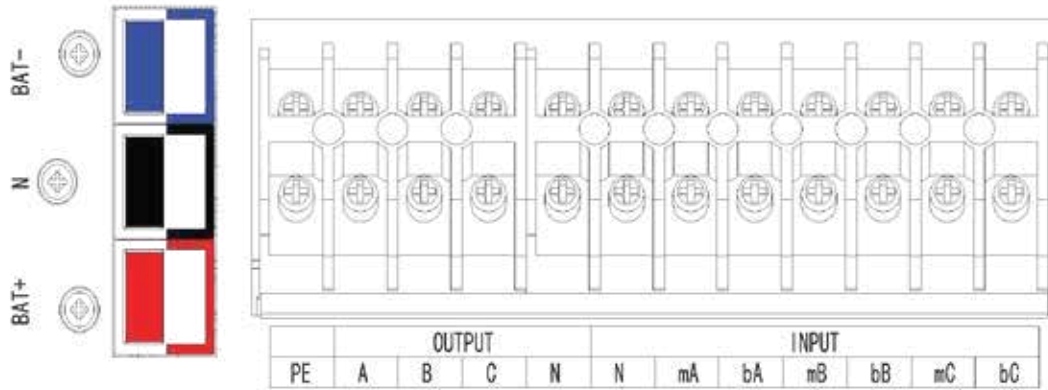 BAT-
N
BAT+
OUTPUT INPUT
PE A B C N N mA bA mB bB mC bC